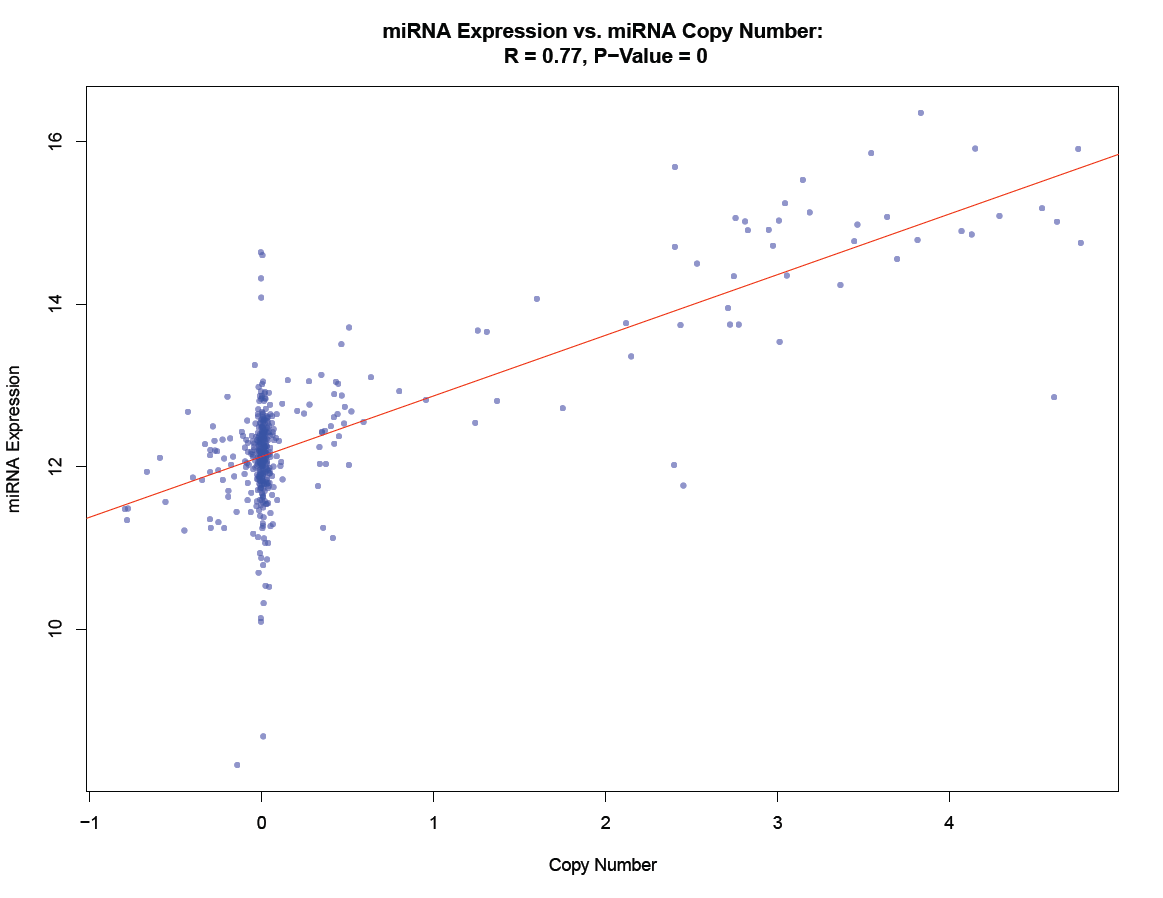 miRNA Expression vs. miRNA Copy Number:
R = 0.77, P−Value = 0
miRNA Expression
16
14
12
10
−1 0 1 2 3 4
Copy Number